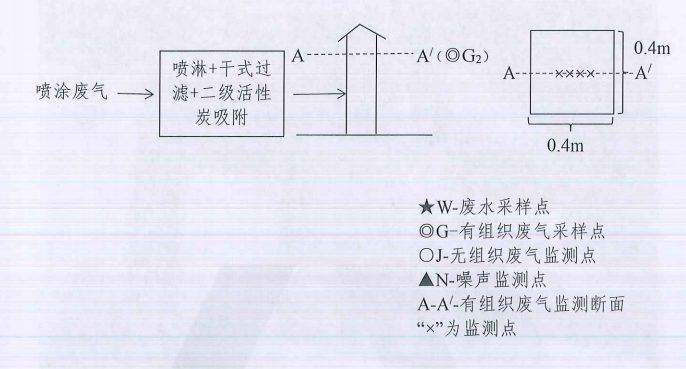 喷涂废气
喷淋+干式过
滤+二级活性
炭吸附
A
A/(◎G₂)
A
A/
××××
0.4m
0.4m
★W-废水采样点
◎G-有组织废气采样点
○J-无组织废气监测点
▲N-噪声监测点
A-A/-有组织废气监测断面
“×”为监测点